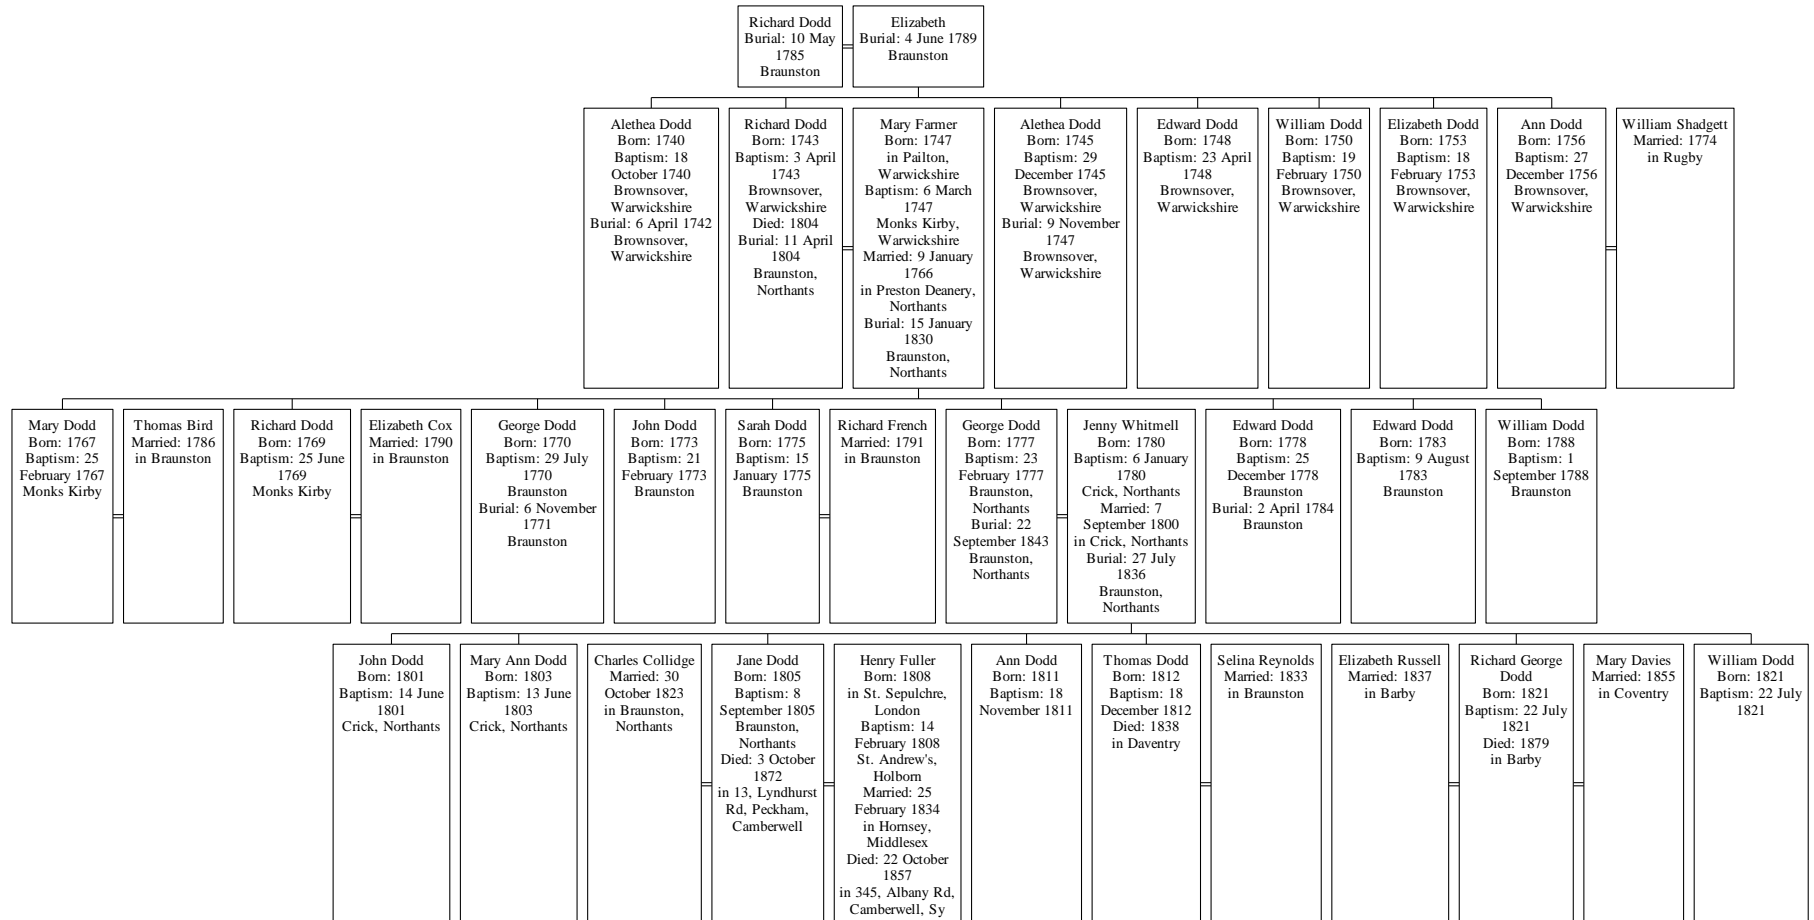 Richard Dodd
Burial: 10 May
1785
Braunston
Elizabeth
Burial: 4 June 1789
Braunston
Alethea Dodd
Born: 1740
Baptism: 18
October 1740
Brownsover,
Warwickshire
Burial: 6 April 1742
Brownsover,
Warwickshire
Richard Dodd
Born: 1743
Baptism: 3 April
1743
Brownsover,
Warwickshire
Died: 1804
Burial: 11 April
1804
Braunston,
Northants
Mary Farmer
Born: 1747
in Pailton,
Warwickshire
Baptism: 6 March
1747
Monks Kirby,
Warwickshire
Married: 9 January
1766
in Preston Deanery,
Northants
Burial: 15 January
1830
Braunston,
Northants
Alethea Dodd
Born: 1745
Baptism: 29
December 1745
Brownsover,
Warwickshire
Burial: 9 November
1747
Brownsover,
Warwickshire
Edward Dodd
Born: 1748
Baptism: 23 April
1748
Brownsover,
Warwickshire
William Dodd
Born: 1750
Baptism: 19
February 1750
Brownsover,
Warwickshire
Elizabeth Dodd
Born: 1753
Baptism: 18
February 1753
Brownsover,
Warwickshire
Ann Dodd
Born: 1756
Baptism: 27
December 1756
Brownsover,
Warwickshire
William Shadgett
Married: 1774
in Rugby
Mary Dodd
Born: 1767
Baptism: 25
February 1767
Monks Kirby
Thomas Bird
Married: 1786
in Braunston
Richard Dodd
Born: 1769
Baptism: 25 June
1769
Monks Kirby
Elizabeth Cox
Married: 1790
in Braunston
George Dodd
Born: 1770
Baptism: 29 July
1770
Braunston
Burial: 6 November
1771
Braunston
John Dodd
Born: 1773
Baptism: 21
February 1773
Braunston
Sarah Dodd
Born: 1775
Baptism: 15
January 1775
Braunston
Richard French
Married: 1791
in Braunston
George Dodd
Born: 1777
Baptism: 23
February 1777
Braunston,
Northants
Burial: 22
September 1843
Braunston,
Northants
Jenny Whitmell
Born: 1780
Baptism: 6 January
1780
Crick, Northants
Married: 7
September 1800
in Crick, Northants
Burial: 27 July
1836
Braunston,
Northants
Edward Dodd
Born: 1778
Baptism: 25
December 1778
Braunston
Burial: 2 April 1784
Braunston
Edward Dodd
Born: 1783
Baptism: 9 August
1783
Braunston
William Dodd
Born: 1788
Baptism: 1
September 1788
Braunston
John Dodd
Born: 1801
Baptism: 14 June
1801
Crick, Northants
Mary Ann Dodd
Born: 1803
Baptism: 13 June
1803
Crick, Northants
Charles Collidge
Married: 30
October 1823
in Braunston,
Northants
Jane Dodd
Born: 1805
Baptism: 8
September 1805
Braunston,
Northants
Died: 3 October
1872
in 13, Lyndhurst
Rd, Peckham,
Camberwell
Henry Fuller
Born: 1808
in St. Sepulchre,
London
Baptism: 14
February 1808
St. Andrew's,
Holborn
Married: 25
February 1834
in Hornsey,
Middlesex
Died: 22 October
1857
in 345, Albany Rd,
Camberwell, Sy
Ann Dodd
Born: 1811
Baptism: 18
November 1811
Thomas Dodd
Born: 1812
Baptism: 18
December 1812
Died: 1838
in Daventry
Selina Reynolds
Married: 1833
in Braunston
Elizabeth Russell
Married: 1837
in Barby
Richard George
Dodd
Born: 1821
Baptism: 22 July
1821
Died: 1879
in Barby
Mary Davies
Married: 1855
in Coventry
William Dodd
Born: 1821
Baptism: 22 July
1821